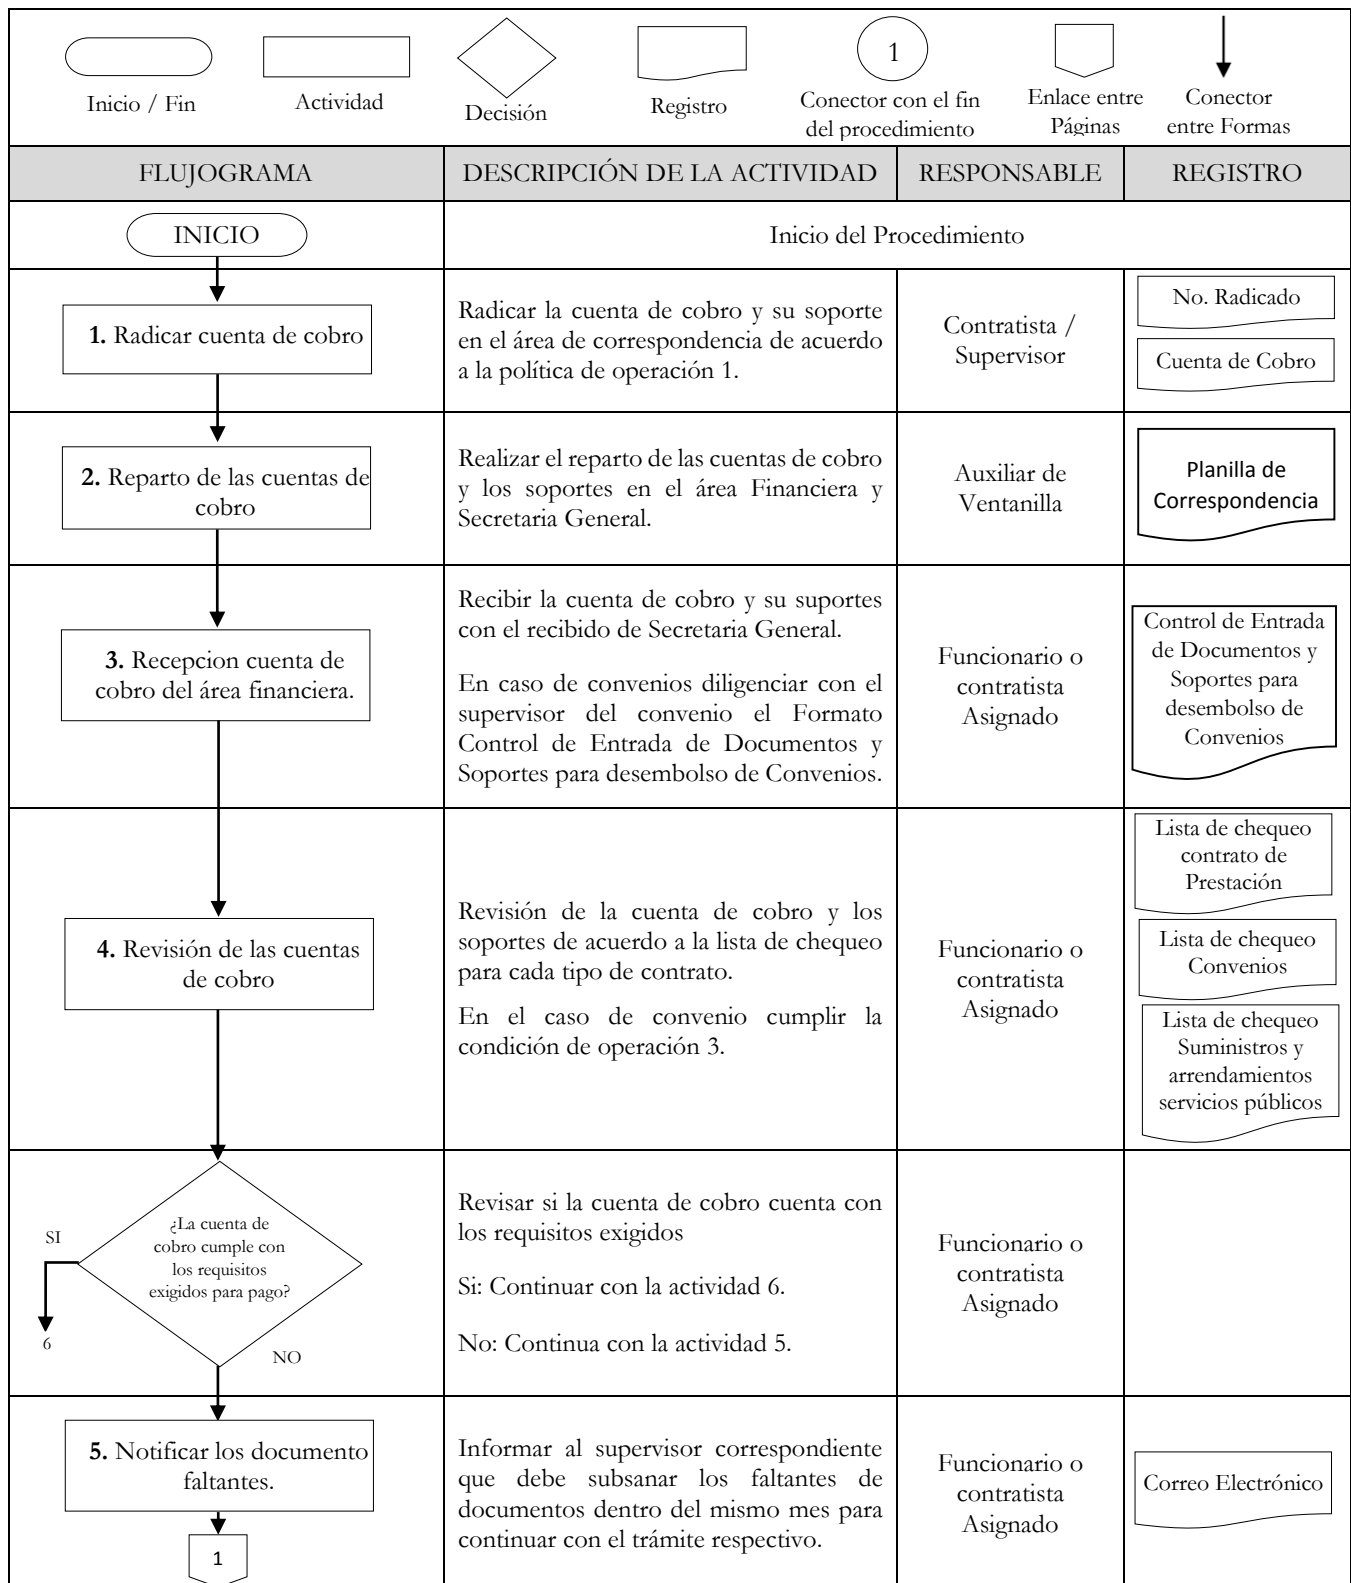 1
Inicio / Fin
Actividad
Decisión
Registro
Conector con el fin
del procedimiento
Enlace entre
Páginas
Conector
entre Formas
FLUJOGRAMA
DESCRIPCIÓN DE LA ACTIVIDAD
RESPONSABLE
REGISTRO
INICIO
Inicio del Procedimiento
1. Radicar cuenta de cobro
Radicar la cuenta de cobro y su soporte
en el área de correspondencia de acuerdo
a la política de operación 1.
Contratista /
Supervisor
No. Radicado
Cuenta de Cobro
2. Reparto de las cuentas de
cobro
Realizar el reparto de las cuentas de cobro
y los soportes en el área Financiera y
Secretaria General.
Auxiliar de
Ventanilla
Planilla de
Correspondencia
3. Recepcion cuenta de
cobro del área financiera.
Recibir la cuenta de cobro y su suportes
con el recibido de Secretaria General.
En caso de convenios diligenciar con el
supervisor del convenio el Formato
Control de Entrada de Documentos y
Soportes para desembolso de Convenios.
Funcionario o
contratista
Asignado
Control de Entrada
de Documentos y
Soportes para
desembolso de
Convenios
4. Revisión de las cuentas
de cobro
Revisión de la cuenta de cobro y los
soportes de acuerdo a la lista de chequeo
para cada tipo de contrato.
En el caso de convenio cumplir la
condición de operación 3.
Funcionario o
contratista
Asignado
Lista de chequeo
contrato de
Prestación
Lista de chequeo
Convenios
Lista de chequeo
Suministros y
arrendamientos
servicios públicos
¿La cuenta de
cobro cumple con
los requisitos
exigidos para pago?
SI
6
NO
Revisar si la cuenta de cobro cuenta con
los requisitos exigidos
Si: Continuar con la actividad 6.
No: Continua con la actividad 5.
Funcionario o
contratista
Asignado
5. Notificar los documento
faltantes.
1
Informar al supervisor correspondiente
que debe subsanar los faltantes de
documentos dentro del mismo mes para
continuar con el trámite respectivo.
Funcionario o
contratista
Asignado
Correo Electrónico